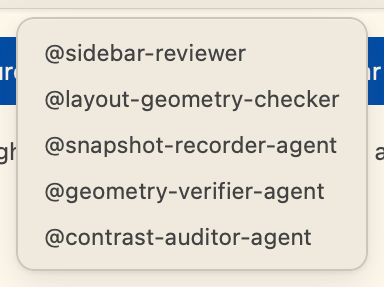 @sidebar-reviewer
@layout-geometry-checker
@snapshot-recorder-agent
@geometry-verifier-agent
@contrast-auditor-agent